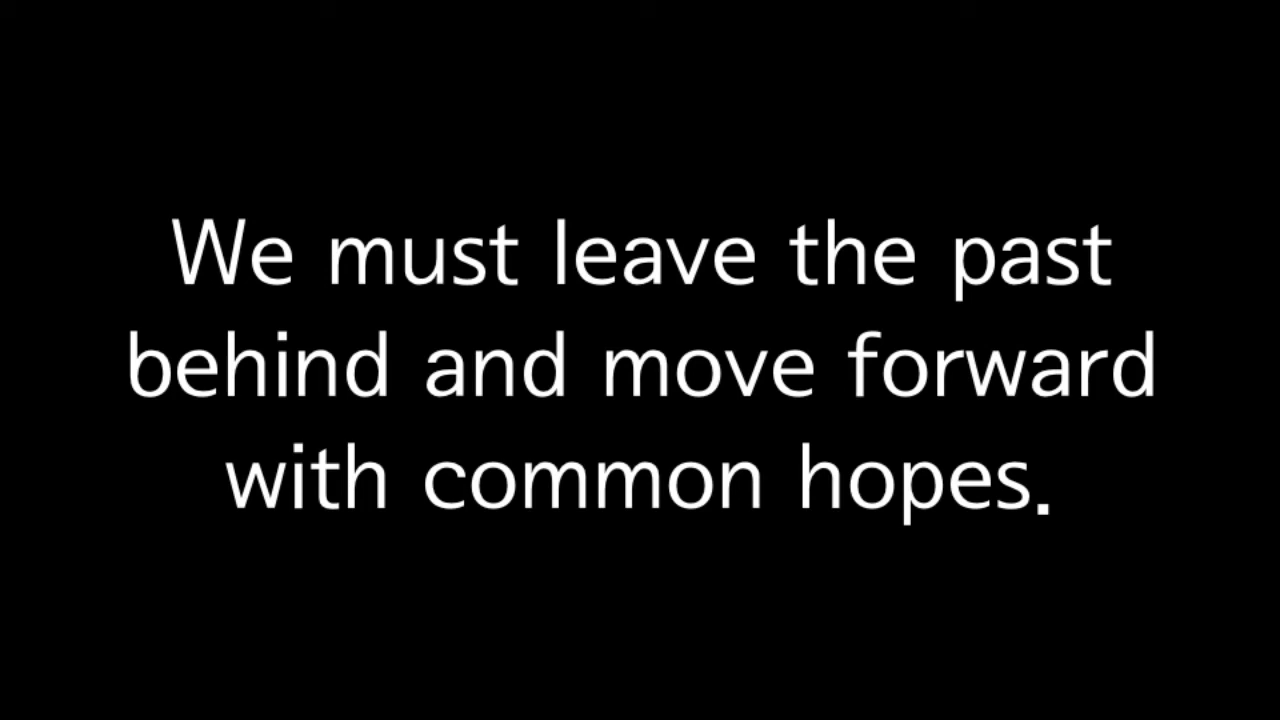 We must leave the past
behind and move forward
with common hopes.